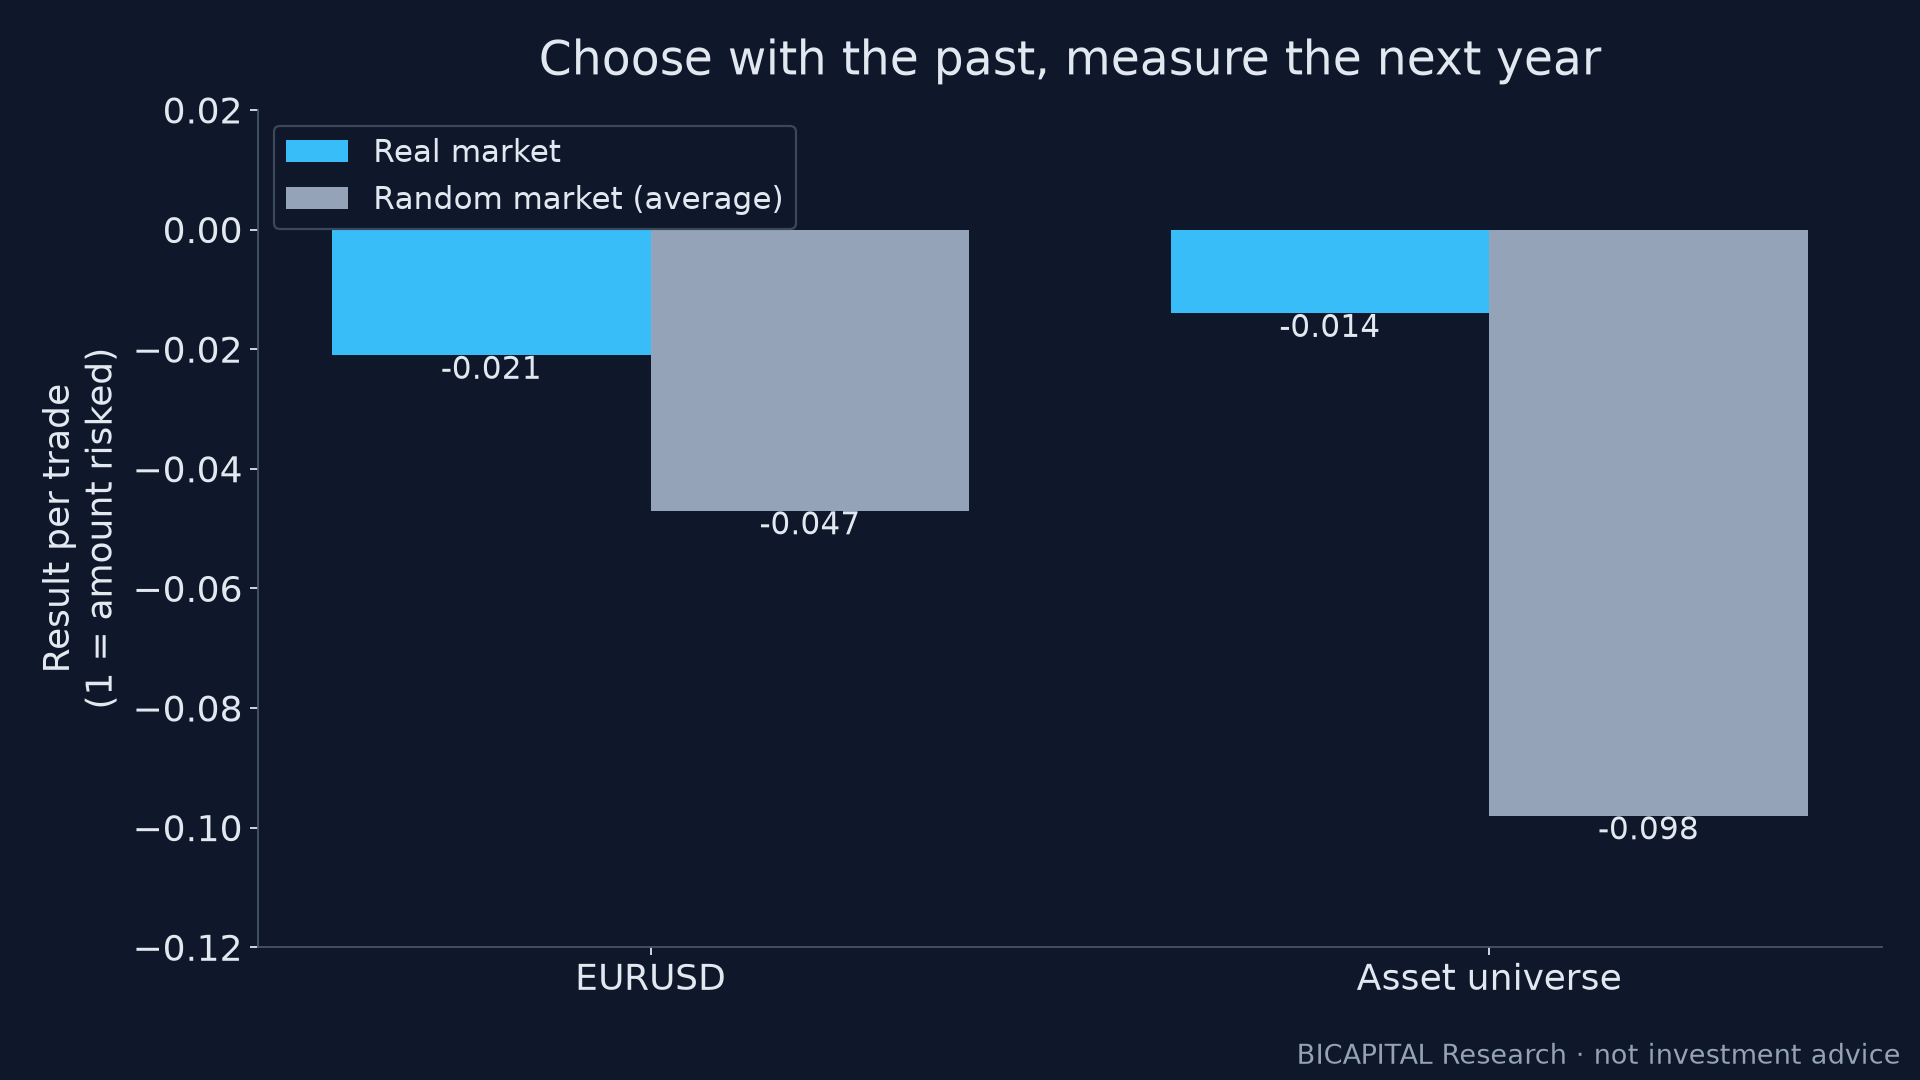 Choose with the past, measure the next year
Real market
Random market (average)
0.02
0.00
−0.02
−0.04
−0.06
−0.08
−0.10
−0.12
Result per trade
(1 = amount risked)
-0.021
-0.047
-0.014
-0.098
EURUSD
Asset universe
BICAPITAL Research · not investment advice